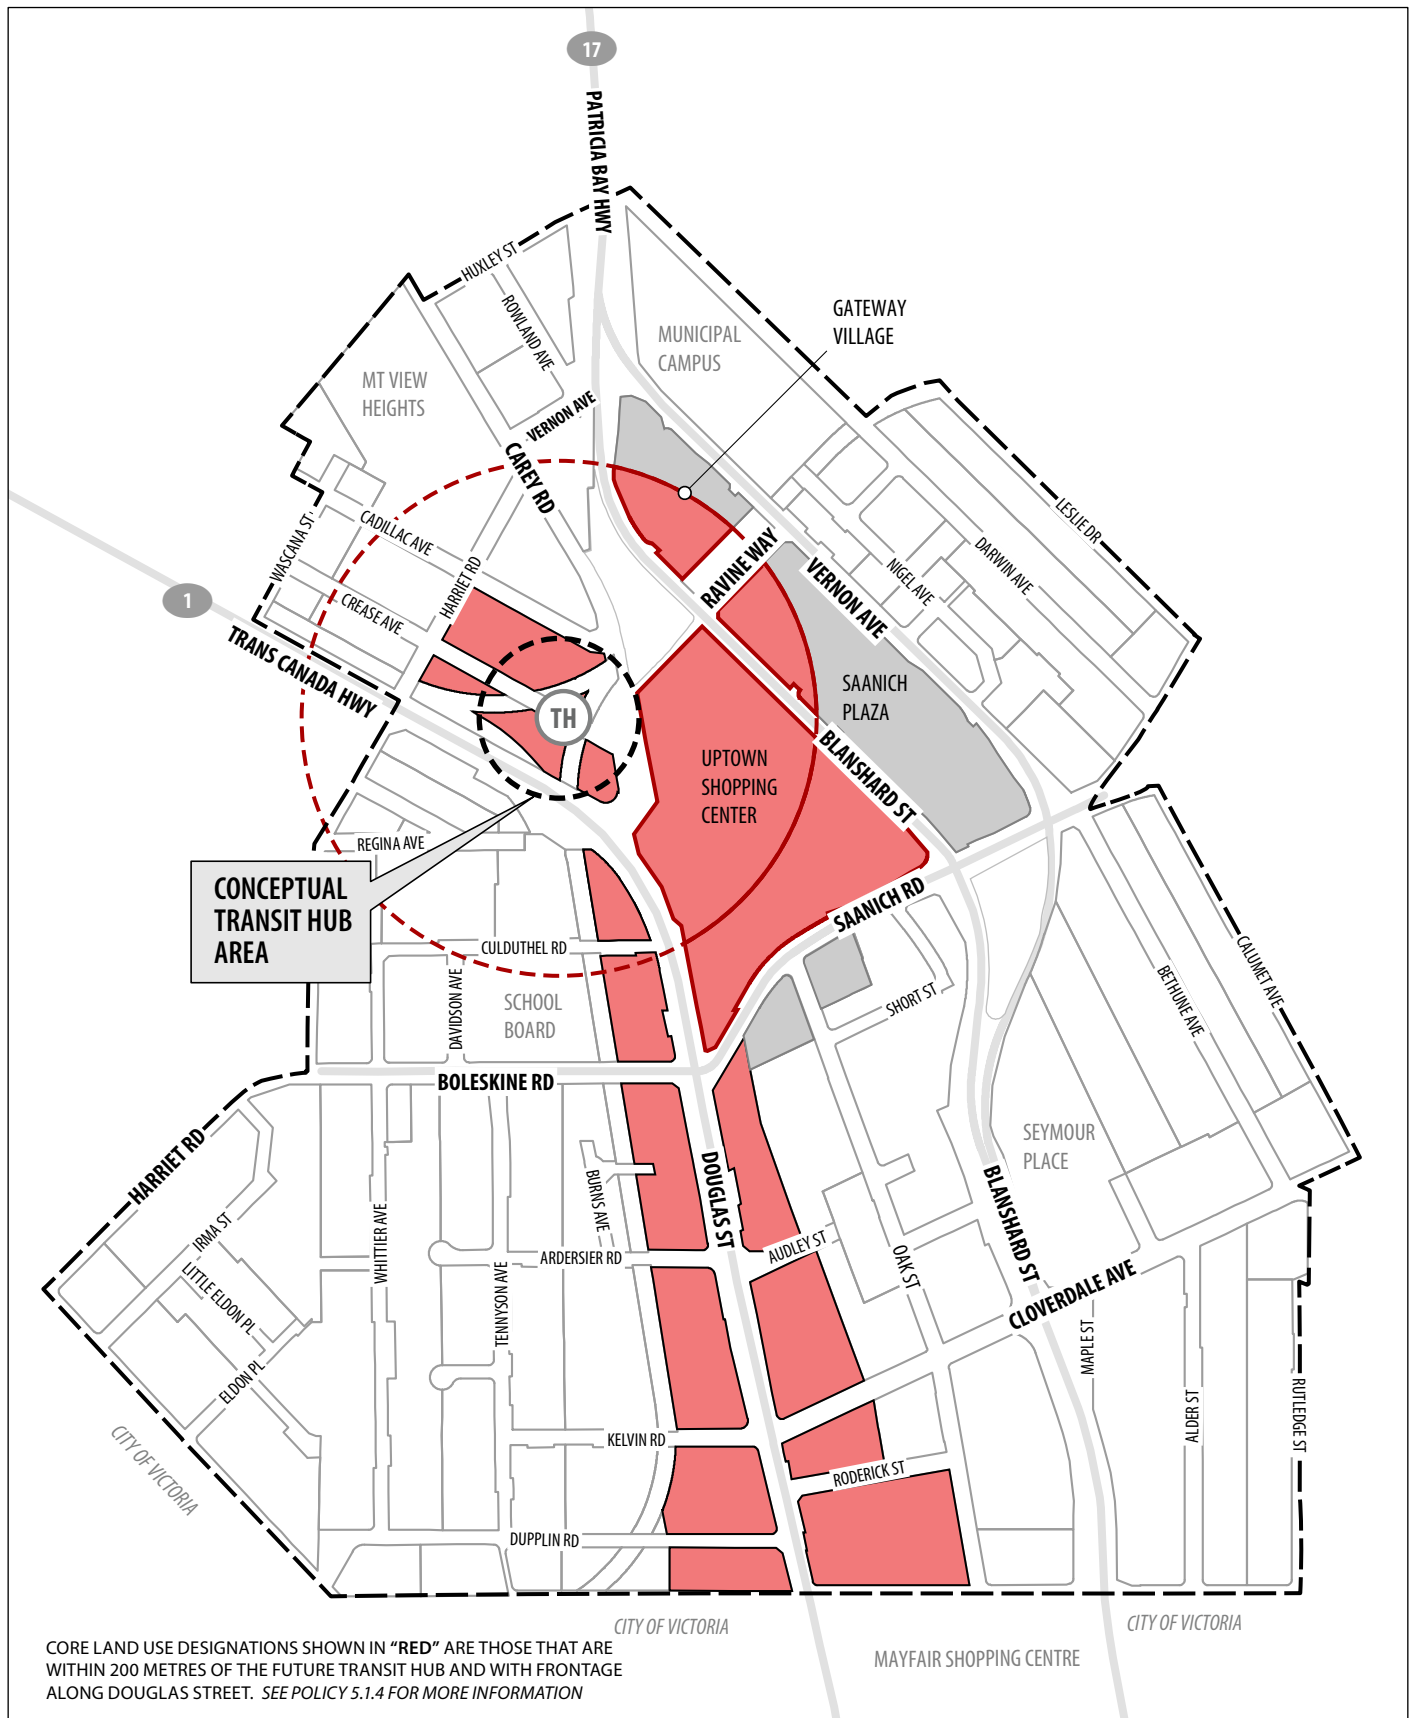 17
PATRICIA BAY HWY
HUXLEY ST
ROWLAND AVE
GATEWAY
VILLAGE
MUNICIPAL
CAMPUS
MT VIEW
HEIGHTS
VERNON AVE
CAREY RD
LESLIE DR
CADILLAC AVE
WASCANA ST
RAVINE WAY
DARWIN AVE
NIGEL AVE
VERNON AVE
HARRIET RD
CREASE AVE
1
TRANS CANADA HWY
SAANICH
PLAZA
TH
UPTOWN
SHOPPING
CENTER
BLANSHARD ST
REGINA AVE
CONCEPTUAL
TRANSIT HUB
AREA
SAANICH RD
CULDUTHEL RD
CALUMET AVE
BETHUNE AVE
DAVIDSON AVE
SCHOOL
BOARD
SHORT ST
BOLESKINE RD
HARRIET RD
SEYMOUR
PLACE
BURNS AVE
DOUGLAS ST
BLANSHARD ST
IRMA ST
WHITTIER AVE
ARDERSIER RD
AUDLEY ST
OAK ST
LITTLE ELDON PL
TENNYSON AVE
CLOVERDALE AVE
MAPLE ST
ELDON PL
ALDER ST
RUTLEDGE ST
CITY OF VICTORIA
KELVIN RD
RODERICK ST
DUPPLIN RD
CITY OF VICTORIA
CITY OF VICTORIA
MAYFAIR SHOPPING CENTRE
CORE LAND USE DESIGNATIONS SHOWN IN “RED” ARE THOSE THAT ARE
WITHIN 200 METRES OF THE FUTURE TRANSIT HUB AND WITH FRONTAGE
ALONG DOUGLAS STREET. SEE POLICY 5.1.4 FOR MORE INFORMATION